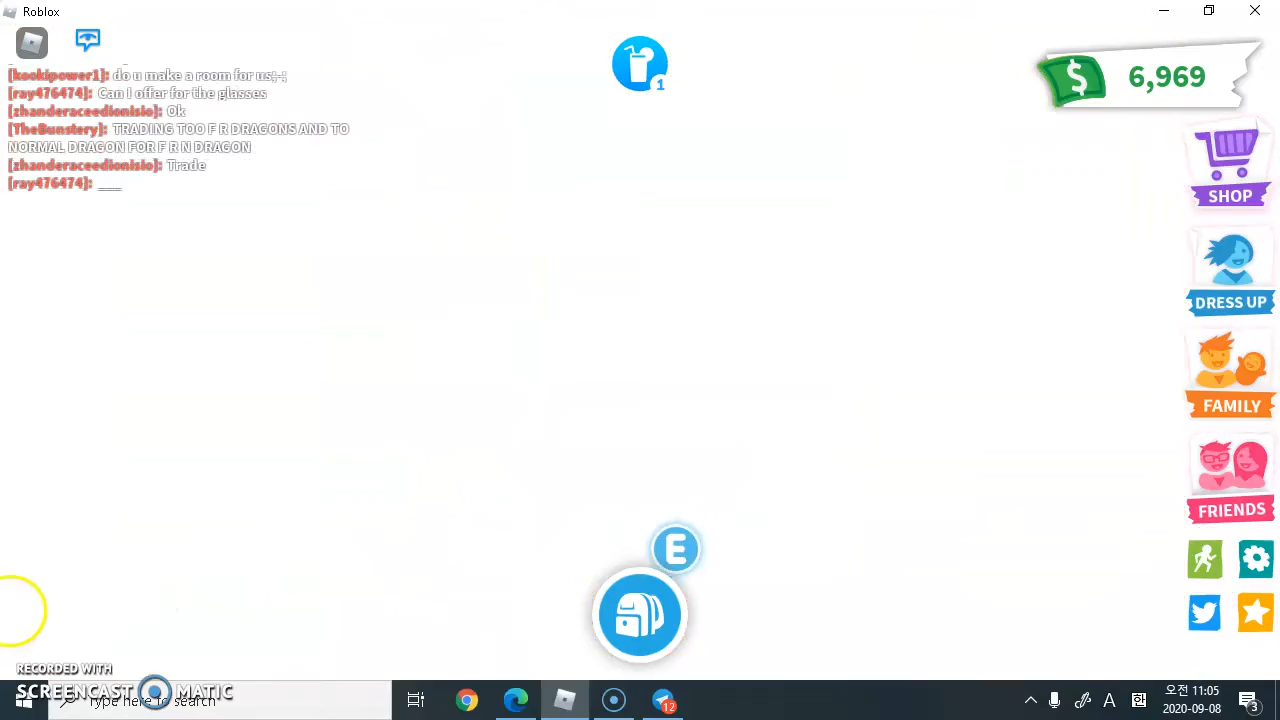 Roblox
[kookipower1]: do u make a room for us;-;
[ray476474]: Can I offer for the glasses
[zhanderaceedionisio]: Ok
[TheBunstery]: TRADING TOO F R DRAGONS AND TO
NORMAL DRAGON FOR F R N DRAGON
[zhanderaceedionisio]: Trade
[ray476474]: ___
1
$ 6,969
SHOP
DRESS UP
FAMILY
FRIENDS
E
RECORDED WITH
SCREENCAST MATIC
Type here to search
12
A
오전 11:05
2020-09-08
3